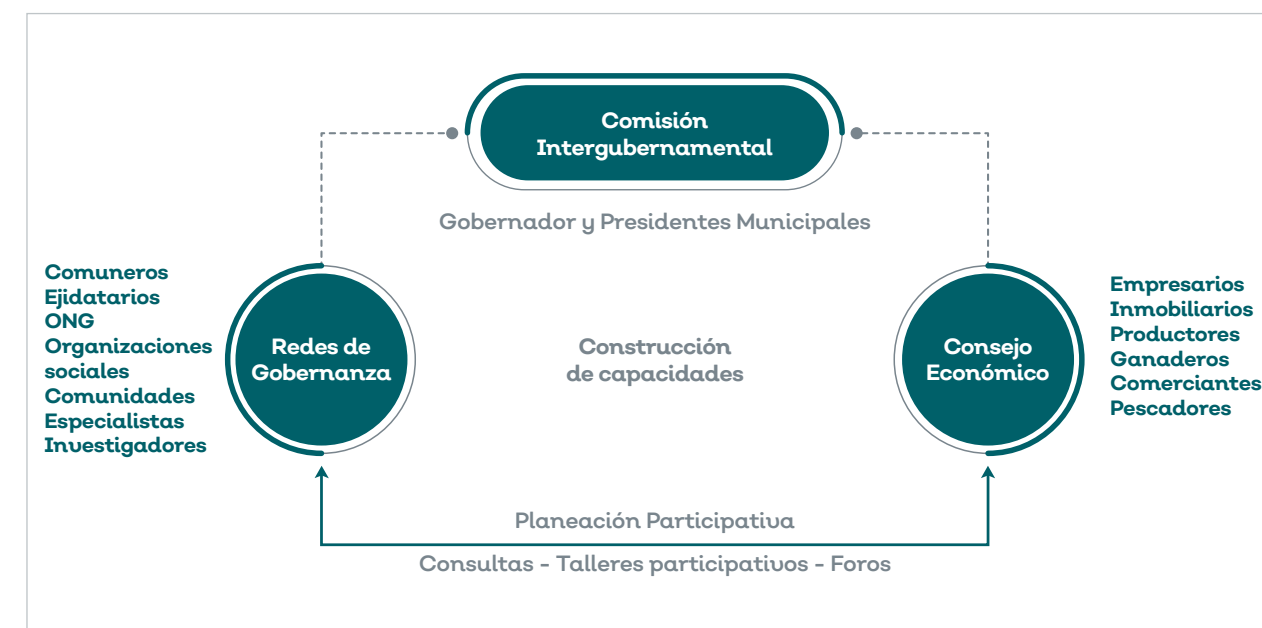 Comisión
Intergubernamental
Gobernador y Presidentes Municipales
Comuneros
Ejidatarios
ONG
Organizaciones
sociales
Comunidades
Especialistas
Investigadores
Redes de
Gobernanza
Construcción
de capacidades
Consejo
Económico
Empresarios
Inmobiliarios
Productores
Ganaderos
Comerciantes
Pescadores
Planeación Participativa
Consultas - Talleres participativos - Foros